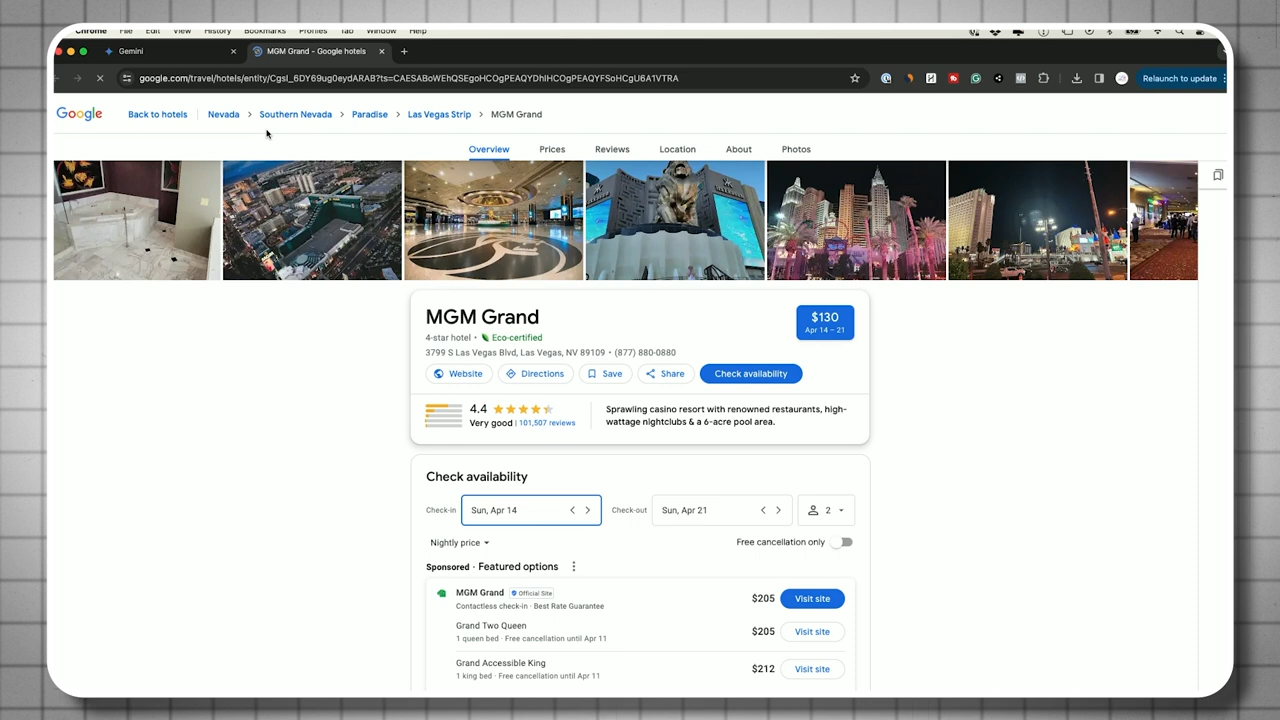 Chrome File Edit View History Bookmarks Profiles Tab Window Help
Gemini MGM Grand - Google hotels
google.com/travel/hotels/entity/CgsI_6DY69ug0eydARAB?ts=CAESABoWEhQSEgoHCOgPEAQYDhIHCOgPEAQYFSoHCgU6A1VTRA Relaunch to update
Google Back to hotels Nevada > Southern Nevada > Paradise > Las Vegas Strip > MGM Grand
Overview Prices Reviews Location About Photos
MGM Grand
$130
Apr 14 – 21
4-star hotel • Eco-certified
3799 S Las Vegas Blvd, Las Vegas, NV 89109 • (877) 880-0880
Website Directions Save Share Check availability
4.4
Very good | 101,507 reviews
Sprawling casino resort with renowned restaurants, high-
wattage nightclubs & a 6-acre pool area.
Check availability
Check-in Sun, Apr 14 Check-out Sun, Apr 21 2
Nightly price Free cancellation only
Sponsored · Featured options
MGM Grand Official Site $205 Visit site
Contactless check-in · Best Rate Guarantee
Grand Two Queen $205 Visit site
1 queen bed · Free cancellation until Apr 11
Grand Accessible King $212 Visit site
1 king bed · Free cancellation until Apr 11